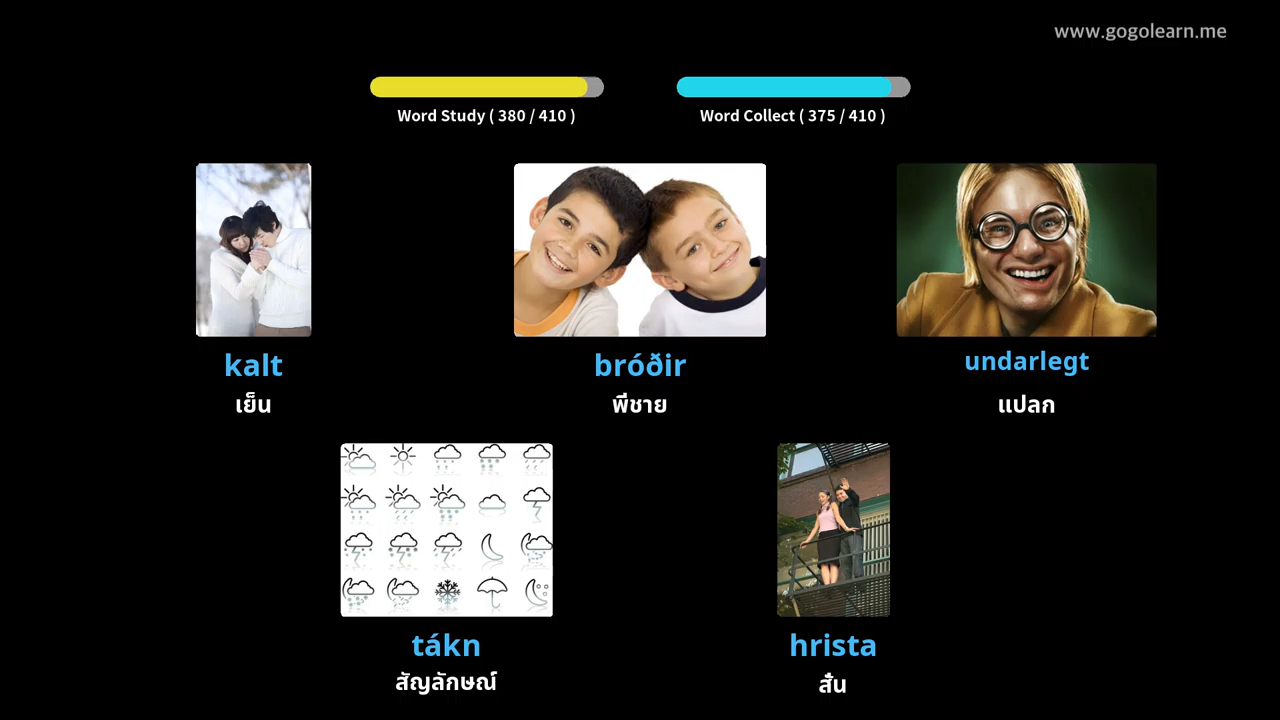 www.gogolearn.me
Word Study ( 380 / 410 )
Word Collect ( 375 / 410 )
kalt
เย็น
bróðir
พี่ชาย
undarlegt
แปลก
tákn
สัญลักษณ์
hrista
สั่น